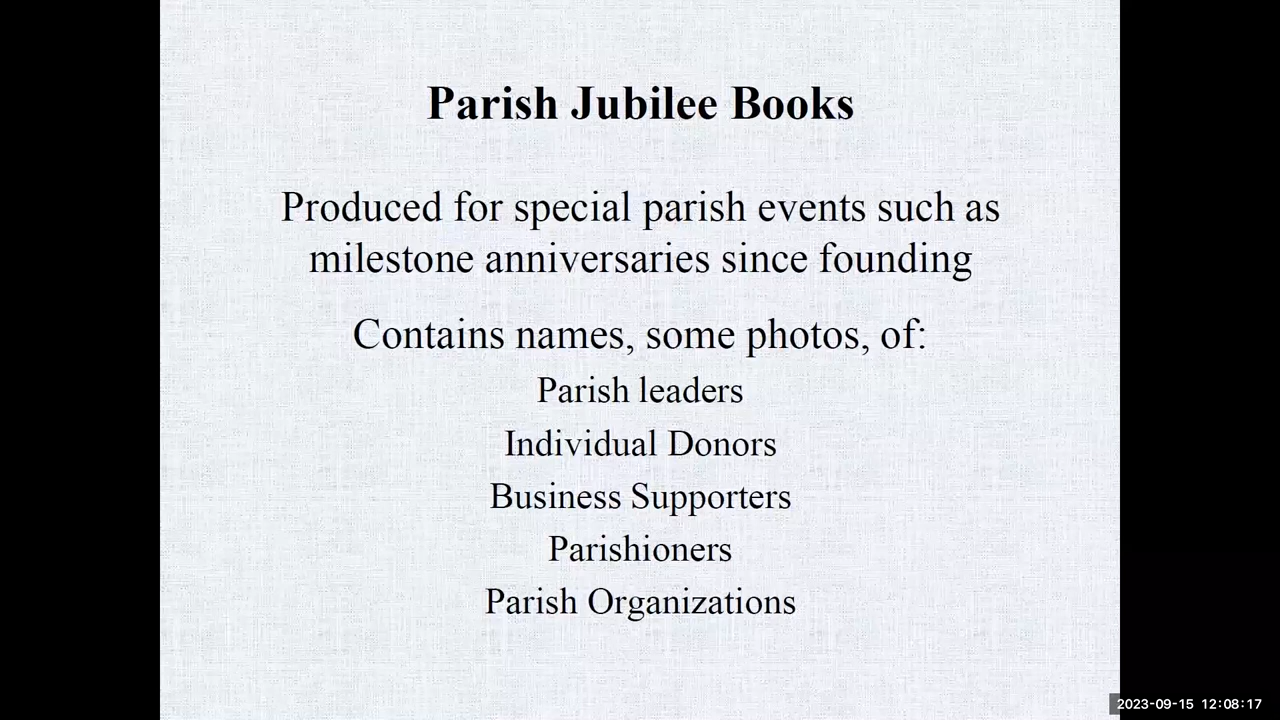 Parish Jubilee Books
Produced for special parish events such as
milestone anniversaries since founding
Contains names, some photos, of:
Parish leaders
Individual Donors
Business Supporters
Parishioners
Parish Organizations
2023-09-15 12:08:17